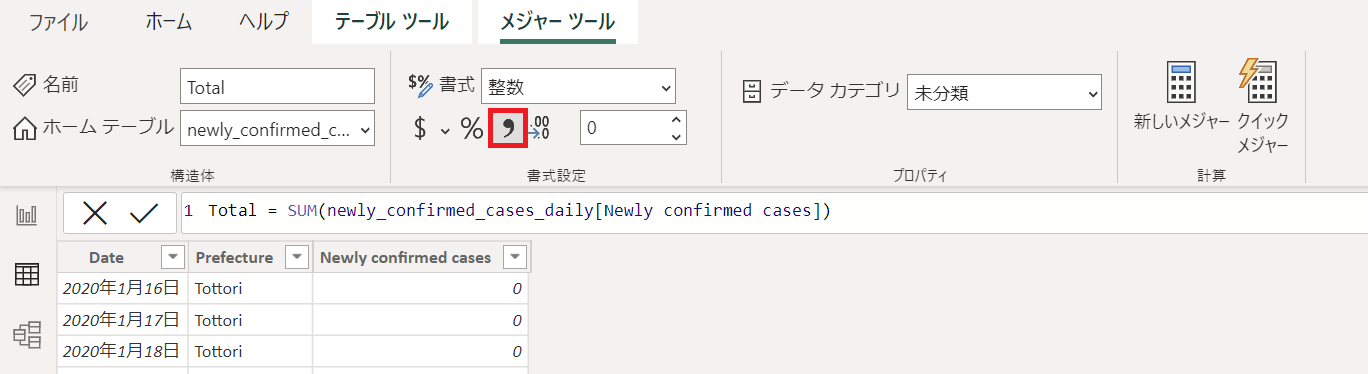 ファイル ホーム ヘルプ テーブル ツール メジャー ツール
名前 Total $% 書式 整数 データ カテゴリ 未分類
ホーム テーブル newly_confirmed_c... $ % , .00 .0 0 新しいメジャー クイック メジャー
構造体 書式設定 プロパティ 計算
1 Total = SUM(newly_confirmed_cases_daily[Newly confirmed cases])
Date Prefecture Newly confirmed cases
2020年1月16日 Tottori 0
2020年1月17日 Tottori 0
2020年1月18日 Tottori 0